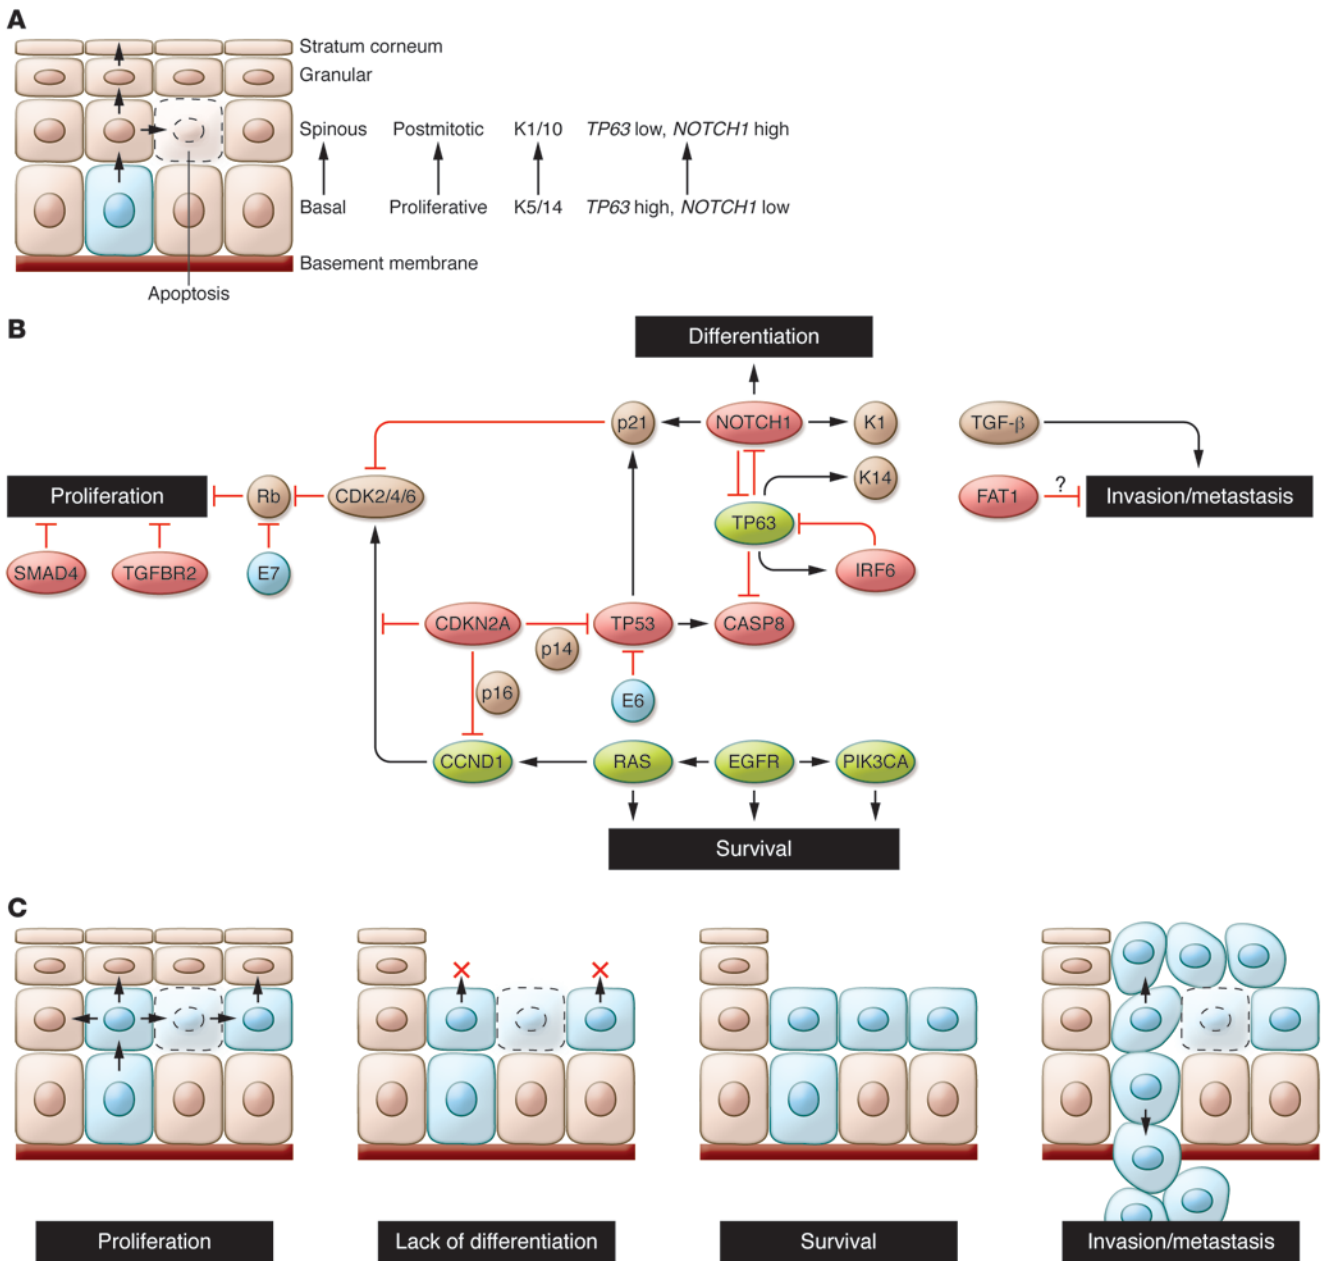 A
Stratum corneum
Granular
Spinous Postmitotic K1/10 TP63 low, NOTCH1 high
Basal Proliferative K5/14 TP63 high, NOTCH1 low
Basement membrane
Apoptosis
B
Differentiation
p21 NOTCH1 K1 TGF-β
K14
Proliferation Rb CDK2/4/6 FAT1 ? Invasion/metastasis
TP63
SMAD4 TGFBR2 E7 IRF6
CDKN2A TP53 CASP8
p14
p16 E6
CCND1 RAS EGFR PIK3CA
Survival
C
Proliferation Lack of differentiation Survival Invasion/metastasis